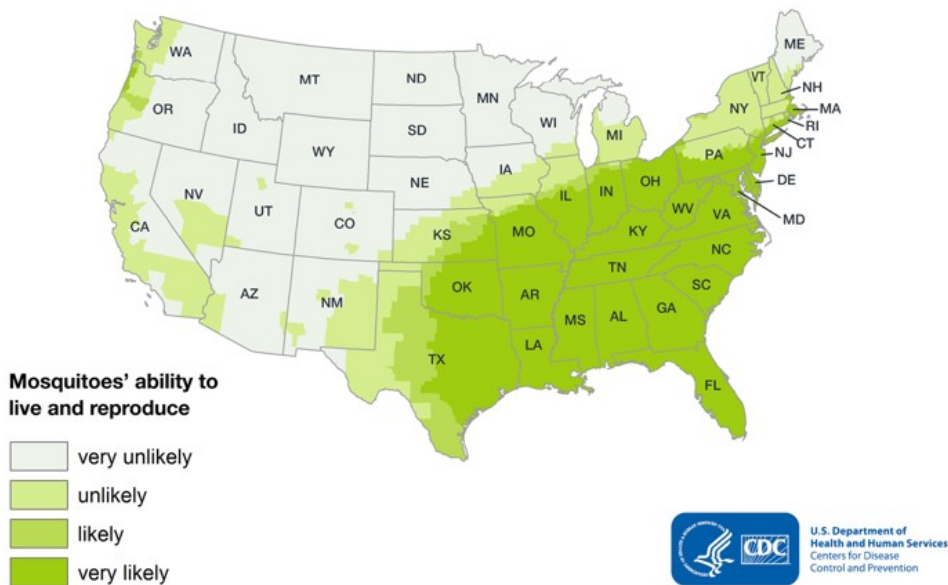 WA
ME
MT
ND
VT
MN
NH
OR
NY
MA
ID
WI
SD
MI
RI
CT
WY
PA
NJ
IA
NE
OH
DE
NV
IL
IN
MD
UT
CO
WV
VA
CA
KS
MO
KY
NC
TN
AZ
NM
OK
AR
SC
MS
AL
GA
TX
LA
FL
Mosquitoes' ability to
live and reproduce
very unlikely
unlikely
likely
very likely
CDC
U.S. Department of
Health and Human Services
Centers for Disease
Control and Prevention